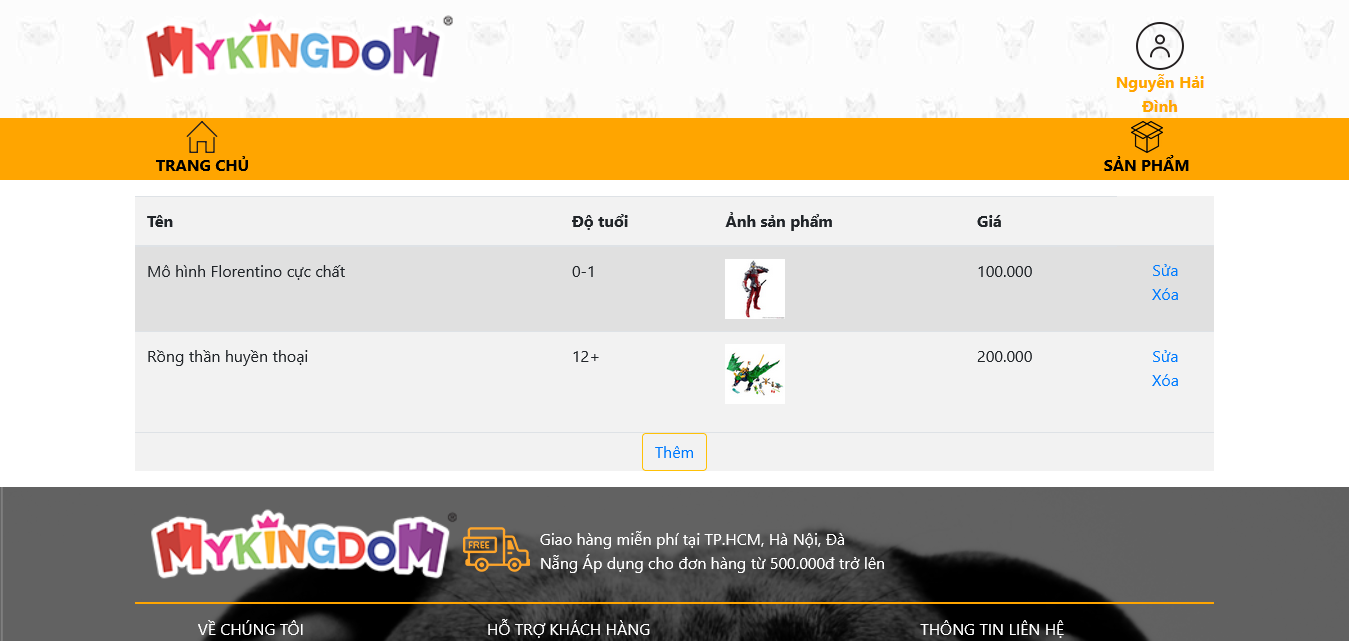 MYKINGDOM®
Nguyễn Hải
Đình
TRANG CHỦ
SẢN PHẨM
Tên Độ tuổi Ảnh sản phẩm Giá
Mô hình Florentino cực chất 0-1 100.000 Sửa
Xóa
Rồng thần huyền thoại 12+ 200.000 Sửa
Xóa
Thêm
MYKINGDOM®
FREE
Giao hàng miễn phí tại TP.HCM, Hà Nội, Đà
Nẵng Áp dụng cho đơn hàng từ 500.000đ trở lên
VỀ CHÚNG TÔI HỖ TRỢ KHÁCH HÀNG THÔNG TIN LIÊN HỆ